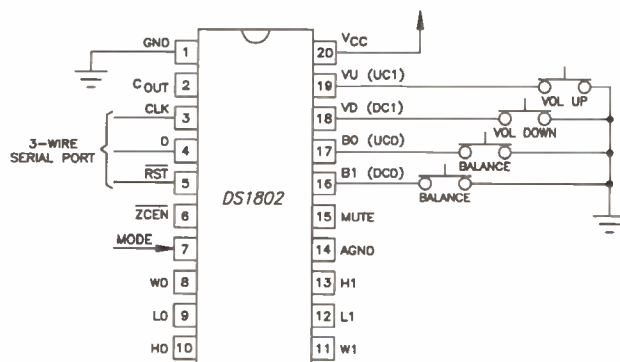 GND
1
COUT
2
CLK
3
3-WIRE
SERIAL PORT
D
4
RST
5
ZCEN
6
MODE
7
W0
8
L0
9
H0
10
DS1802
20
VCC
19
VU (UC1)
VOL UP
18
VD (DC1)
VOL DOWN
17
B0 (UC0)
BALANCE
16
B1 (DC0)
BALANCE
15
MUTE
14
AGND
13
H1
12
L1
11
W1